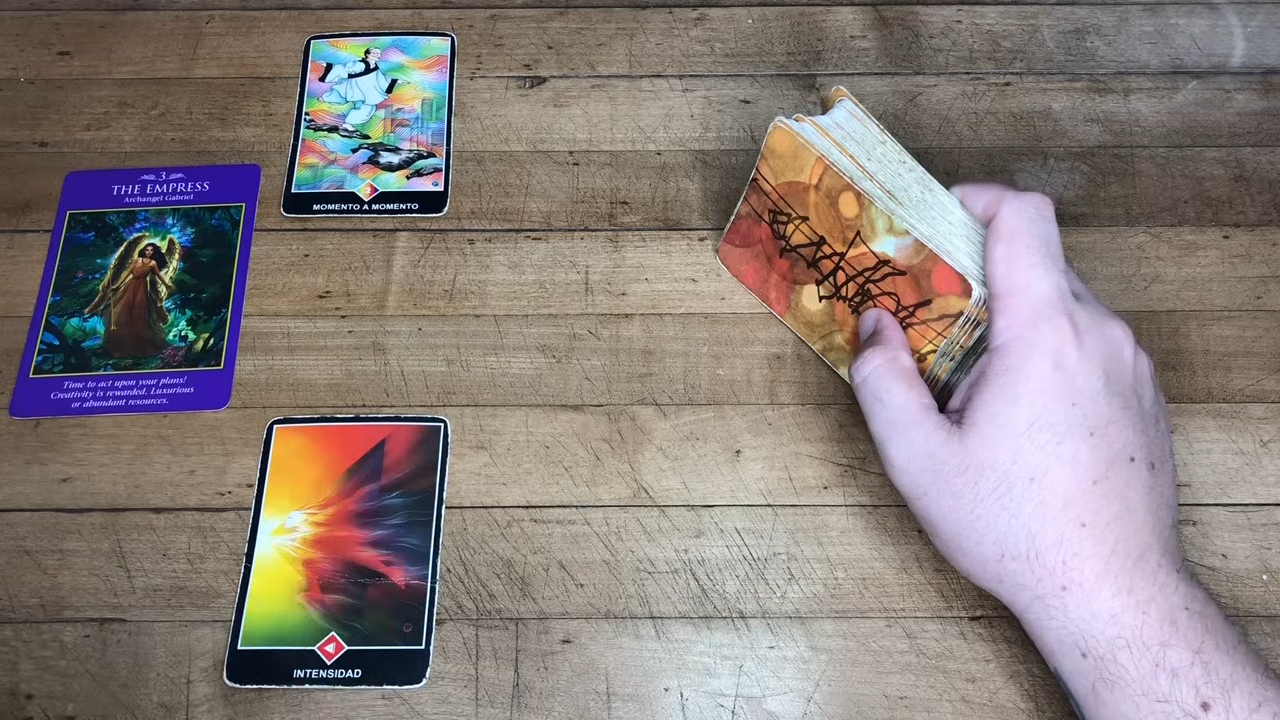 2
MOMENTO A MOMENTO
3
THE EMPRESS
Archangel Gabriel
Time to act upon your plans!
Creativity is rewarded. Luxurious
or abundant resources.
INTENSIDAD